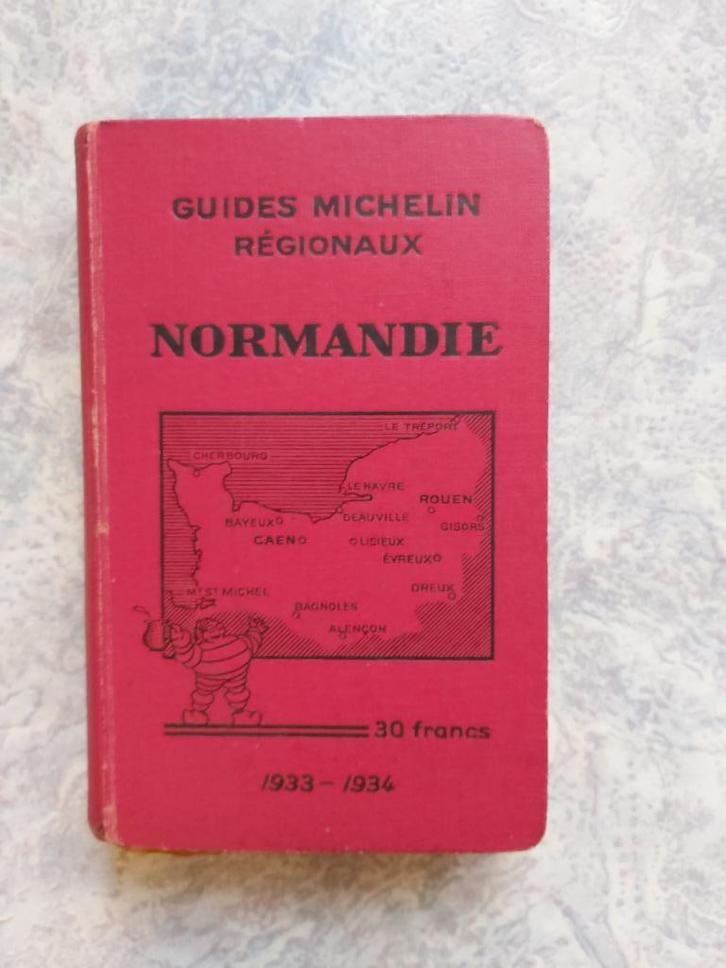 GUIDES MICHELIN
RÉGIONAUX
NORMANDIE
LE TRÉPORT
CHERBOURG
LE HAVRE
ROUEN
BAYEUX
DEAUVILLE
GISORS
CAEN
LISIEUX
ÉVREUX
DREUX
MT ST MICHEL
BAGNOLES
ALENÇON
30 francs
1933 – 1934